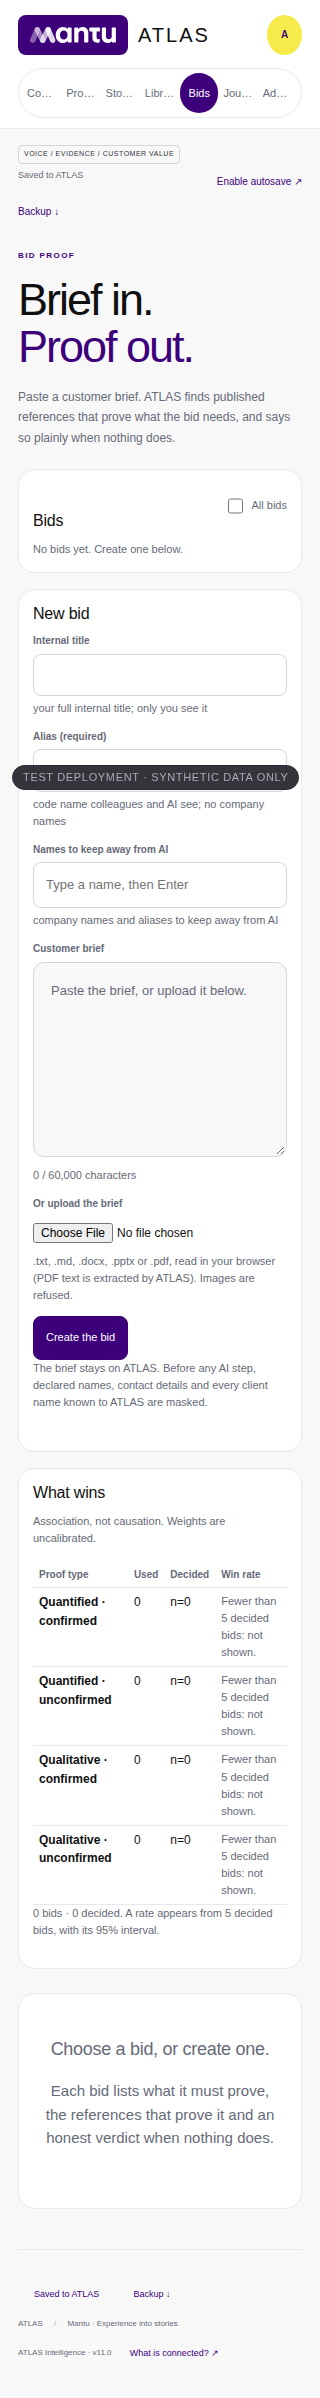 mantu ATLAS A
Co… Pro… Sto… Libr… Bids Jou… Ad…
VOICE / EVIDENCE / CUSTOMER VALUE
Saved to ATLAS
Enable autosave ↗
Backup ↓
BID PROOF
Brief in.
Proof out.
Paste a customer brief. ATLAS finds published
references that prove what the bid needs, and says
so plainly when nothing does.
All bids
Bids
No bids yet. Create one below.
New bid
Internal title
your full internal title; only you see it
Alias (required)
TEST DEPLOYMENT · SYNTHETIC DATA ONLY
code name colleagues and AI see; no company
names
Names to keep away from AI
Type a name, then Enter
company names and aliases to keep away from AI
Customer brief
Paste the brief, or upload it below.
0 / 60,000 characters
Or upload the brief
Choose File No file chosen
.txt, .md, .docx, .pptx or .pdf, read in your browser
(PDF text is extracted by ATLAS). Images are
refused.
Create the bid
The brief stays on ATLAS. Before any AI step,
declared names, contact details and every client
name known to ATLAS are masked.
What wins
Association, not causation. Weights are
uncalibrated.
Proof type Used Decided Win rate
Quantified · 0 n=0 Fewer than
confirmed 5 decided
bids: not
shown.
Quantified · 0 n=0 Fewer than
unconfirmed 5 decided
bids: not
shown.
Qualitative · 0 n=0 Fewer than
confirmed 5 decided
bids: not
shown.
Qualitative · 0 n=0 Fewer than
unconfirmed 5 decided
bids: not
shown.
0 bids · 0 decided. A rate appears from 5 decided
bids, with its 95% interval.
Choose a bid, or create one.
Each bid lists what it must prove,
the references that prove it and an
honest verdict when nothing does.
Saved to ATLAS Backup ↓
ATLAS / Mantu · Experience into stories
ATLAS Intelligence · v11.0 What is connected? ↗